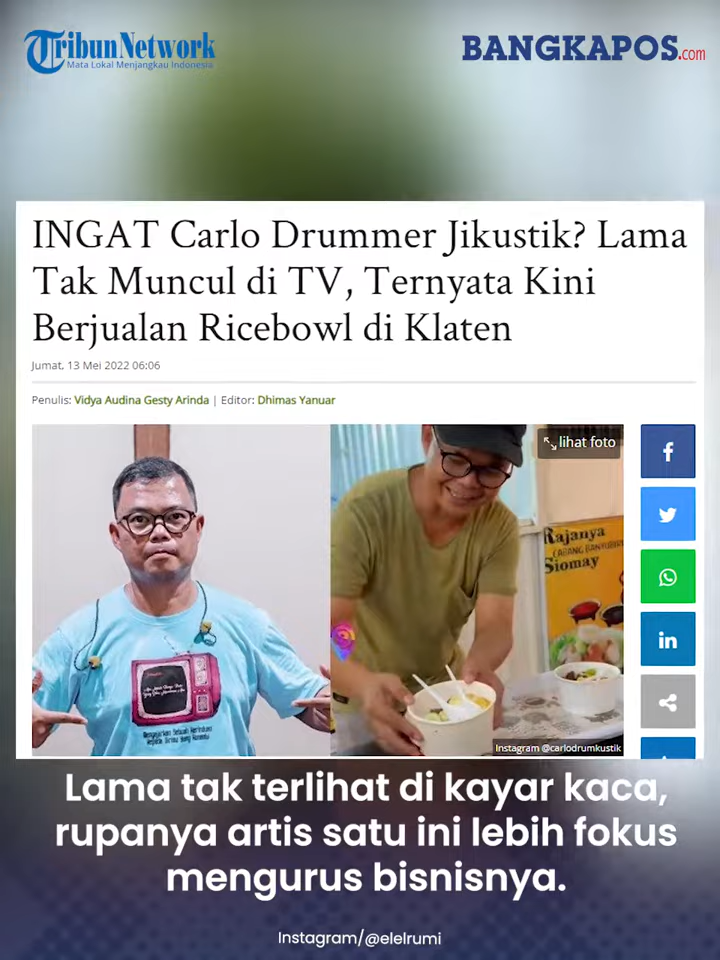 TribunNetwork
Mata Lokal Menjangkau Indonesia
BANGKAPOS.com
INGAT Carlo Drummer Jikustik? Lama
Tak Muncul di TV, Ternyata Kini
Berjualan Ricebowl di Klaten
Jumat, 13 Mei 2022 06:06
Penulis: Vidya Audina Gesty Arinda | Editor: Dhimas Yanuar
lihat foto
Rajanya
CABANG
Siomay
Instagram @carlodrumkustik
Lama tak terlihat di kayar kaca,
rupanya artis satu ini lebih fokus
mengurus bisnisnya.
Instagram/@elelrumi